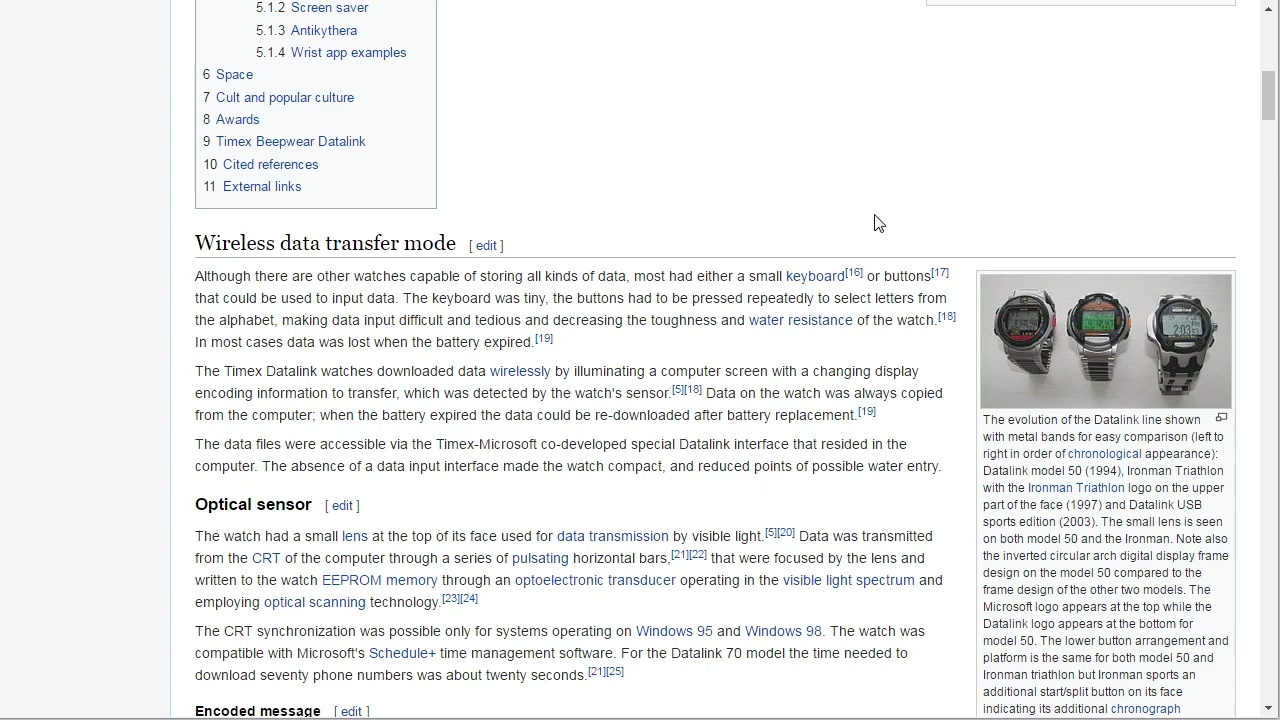 5.1.2 Screen saver
5.1.3 Antikythera
5.1.4 Wrist app examples
6 Space
7 Cult and popular culture
8 Awards
9 Timex Beepwear Datalink
10 Cited references
11 External links
Wireless data transfer mode [ edit ]
Although there are other watches capable of storing all kinds of data, most had either a small keyboard[16] or buttons[17]
that could be used to input data. The keyboard was tiny, the buttons had to be pressed repeatedly to select letters from
the alphabet, making data input difficult and tedious and decreasing the toughness and water resistance of the watch.[18]
In most cases data was lost when the battery expired.[19]
The Timex Datalink watches downloaded data wirelessly by illuminating a computer screen with a changing display
encoding information to transfer, which was detected by the watch's sensor.[5][18] Data on the watch was always copied
from the computer; when the battery expired the data could be re-downloaded after battery replacement.[19]
The data files were accessible via the Timex-Microsoft co-developed special Datalink interface that resided in the
computer. The absence of a data input interface made the watch compact, and reduced points of possible water entry.
Optical sensor [ edit ]
The watch had a small lens at the top of its face used for data transmission by visible light.[5][20] Data was transmitted
from the CRT of the computer through a series of pulsating horizontal bars,[21][22] that were focused by the lens and
written to the watch EEPROM memory through an optoelectronic transducer operating in the visible light spectrum and
employing optical scanning technology.[23][24]
The CRT synchronization was possible only for systems operating on Windows 95 and Windows 98. The watch was
compatible with Microsoft's Schedule+ time management software. For the Datalink 70 model the time needed to
download seventy phone numbers was about twenty seconds.[21][25]
Encoded message [ edit ]
The evolution of the Datalink line shown
with metal bands for easy comparison (left to
right in order of chronological appearance):
Datalink model 50 (1994), Ironman Triathlon
with the Ironman Triathlon logo on the upper
part of the face (1997) and Datalink USB
sports edition (2003). The small lens is seen
on both model 50 and the Ironman. Note also
the inverted circular arch digital display frame
design on the model 50 compared to the
frame design of the other two models. The
Microsoft logo appears at the top while the
Datalink logo appears at the bottom for
model 50. The lower button arrangement and
platform is the same for both model 50 and
Ironman triathlon but Ironman sports an
additional start/split button on its face
indicating its additional chronograph